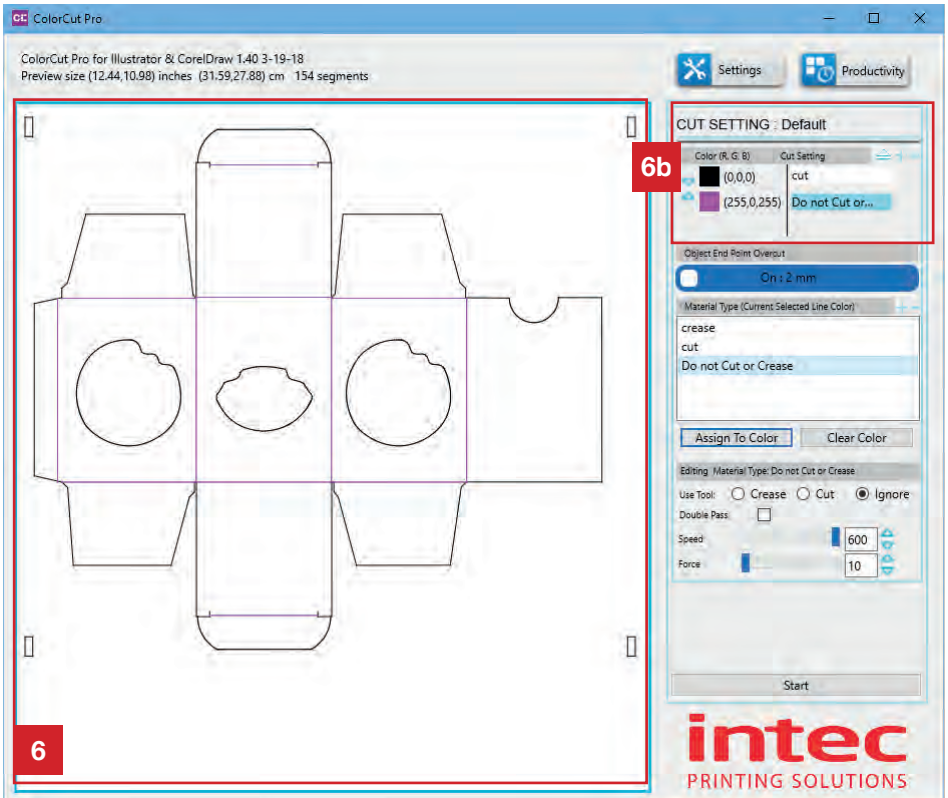 CE ColorCut Pro
ColorCut Pro for Illustrator & CorelDraw 1.40 3-19-18
Preview size (12.44,10.98) inches (31.59,27.88) cm 154 segments
Settings
Productivity
CUT SETTING : Default
6b
Color (R, G, B) Cut Setting
(0,0,0) cut
(255,0,255) Do not Cut or...
Object End Point Overcut
On : 2 mm
Material Type (Current Selected Line Color)
crease
cut
Do not Cut or Crease
Assign To Color Clear Color
Editing Material Type: Do not Cut or Crease
Use Tool: Crease Cut Ignore
Double Pass
Speed 600
Force 10
Start
6
intec
PRINTING SOLUTIONS